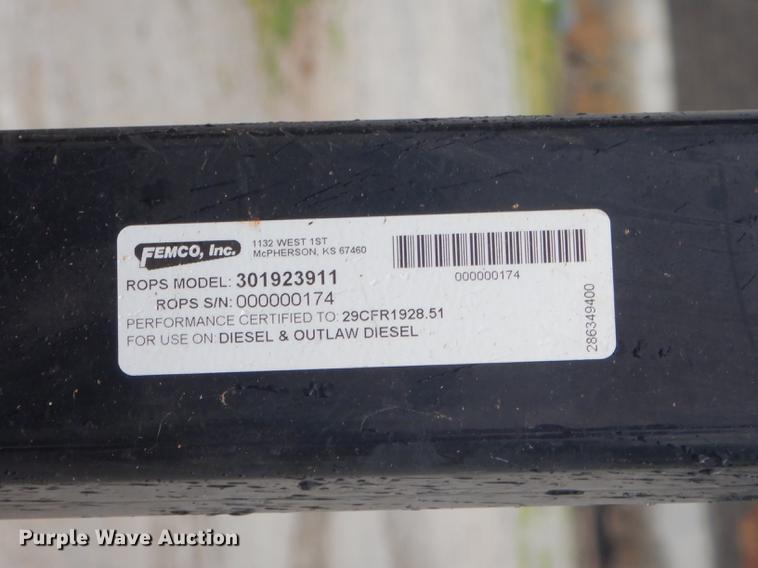 FEMCO, Inc.
1132 WEST 1ST
McPHERSON, KS 67460
000000174
ROPS MODEL: 301923911
ROPS S/N: 000000174
PERFORMANCE CERTIFIED TO: 29CFR1928.51
FOR USE ON: DIESEL & OUTLAW DIESEL
286349400
Purple Wave Auction